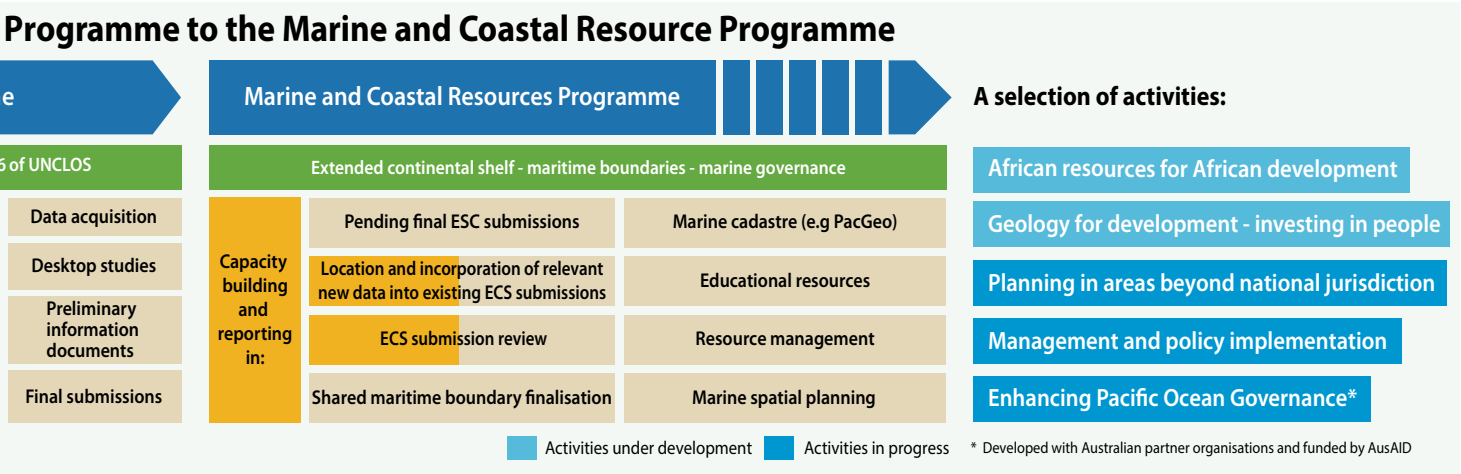 Programme to the Marine and Coastal Resource Programme
e
Marine and Coastal Resources Programme
A selection of activities:
6 of UNCLOS
Extended continental shelf - maritime boundaries - marine governance
Data acquisition
Desktop studies
Preliminary
information
documents
Final submissions
Capacity
building
and
reporting
in:
Pending final ESC submissions
Location and incorporation of relevant
new data into existing ECS submissions
ECS submission review
Shared maritime boundary finalisation
Marine cadastre (e.g PacGeo)
Educational resources
Resource management
Marine spatial planning
African resources for African development
Geology for development - investing in people
Planning in areas beyond national jurisdiction
Management and policy implementation
Enhancing Pacific Ocean Governance*
Activities under development
Activities in progress
* Developed with Australian partner organisations and funded by AusAID